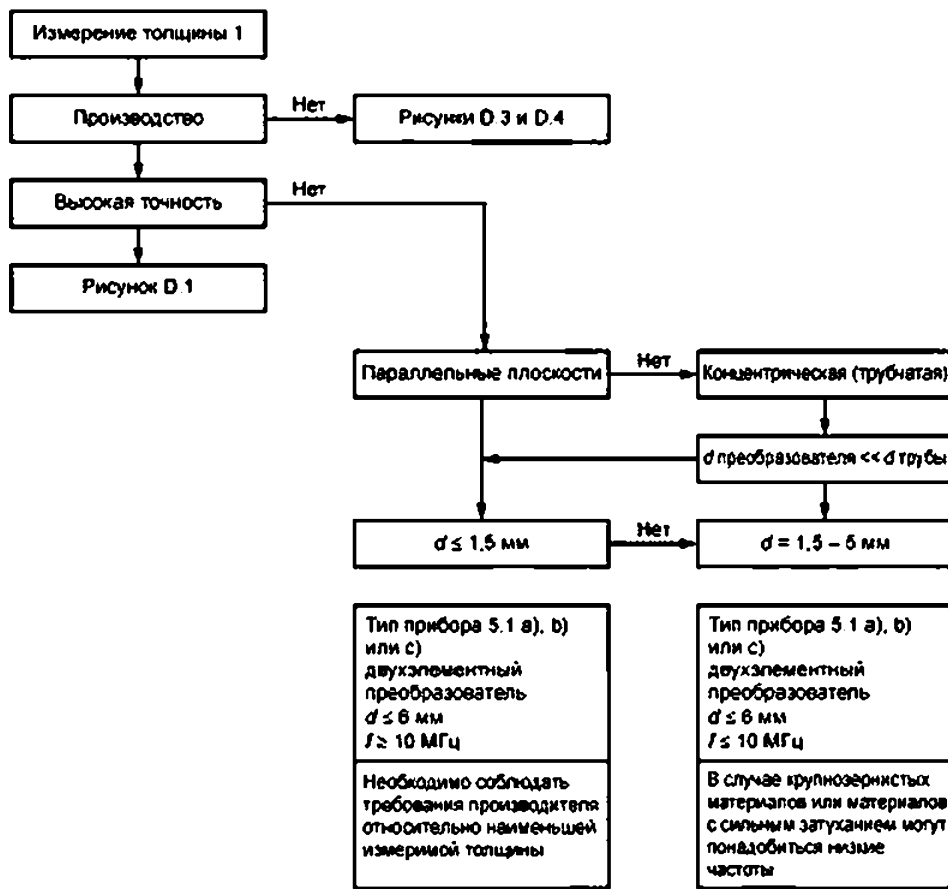 Измерение толщины 1
Производство
Нет
Рисунки D.3 и D.4
Высокая точность
Нет
Рисунок D.1
Параллельные плоскости
Нет
Концентрическая (трубчатая)
d преобразователя << d трубы
d ≤ 1,5 мм
Нет
d = 1,5 – 5 мм
Тип прибора 5.1 a), b)
или c)
двухэлементный
преобразователь
d ≤ 6 мм
f ≥ 10 МГц
Необходимо соблюдать
требования производителя
относительно наименьшей
измеримой толщины
Тип прибора 5.1 a), b)
или c)
двухэлементный
преобразователь
d ≤ 6 мм
f ≤ 10 МГц
В случае крупнозернистых
материалов или материалов
с сильным затуханием могут
понадобиться низкие
частоты